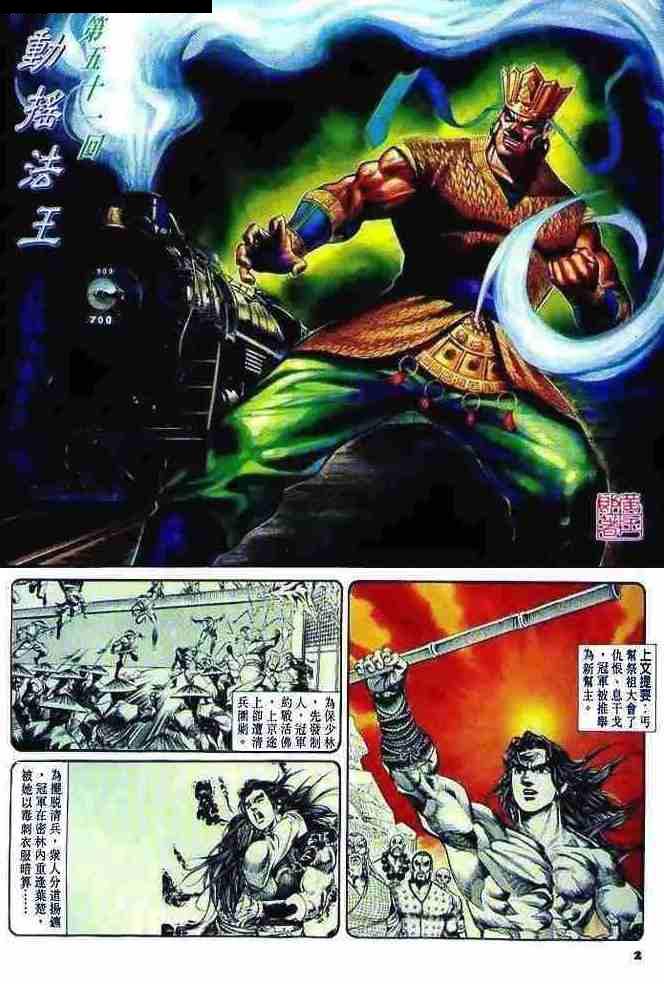 第五十一回
動搖法王
900
700
上文提要：丐
幫祭祖大會了
仇恨、息干戈
，冠軍被推舉
為新幫主。
為保少林
，先發制
人，冠軍
約戰活佛
，上京途
上卻遭清
兵圍剿。
為擺脫清兵，衆人分道揚鑣
，冠軍在密林內重逢葉楚，
被她以毒刺衣服暗算……
2